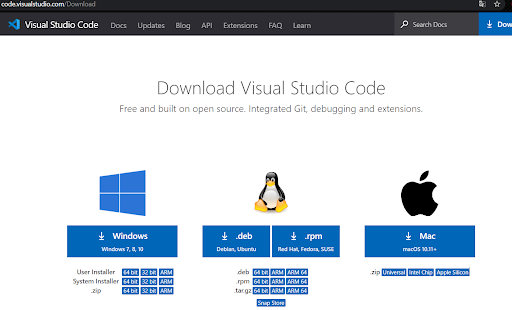 code.visualstudio.com/Download
Visual Studio Code Docs Updates Blog API Extensions FAQ Learn Search Docs Dow
Download Visual Studio Code
Free and built on open source. Integrated Git, debugging and extensions.
Windows
Windows 7, 8, 10
User Installer 64 bit 32 bit ARM
System Installer 64 bit 32 bit ARM
.zip 64 bit 32 bit ARM
.deb
Debian, Ubuntu
.rpm
Red Hat, Fedora, SUSE
.deb 64 bit ARM ARM 64
.rpm 64 bit ARM ARM 64
.tar.gz 64 bit ARM ARM 64
Snap Store
Mac
macOS 10.11+
.zip Universal Intel Chip Apple Silicon